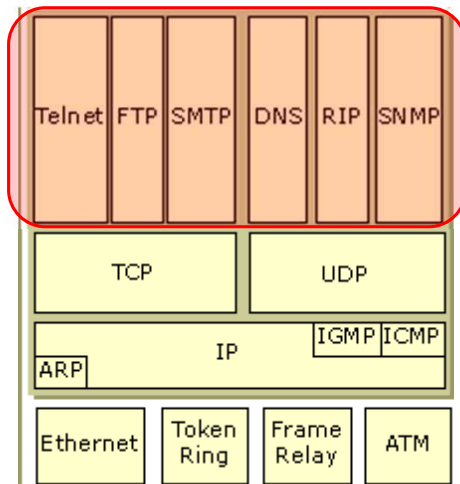 Telnet FTP SMTP DNS RIP SNMP
TCP UDP
IP IGMP ICMP
ARP
Ethernet Token Ring Frame Relay ATM